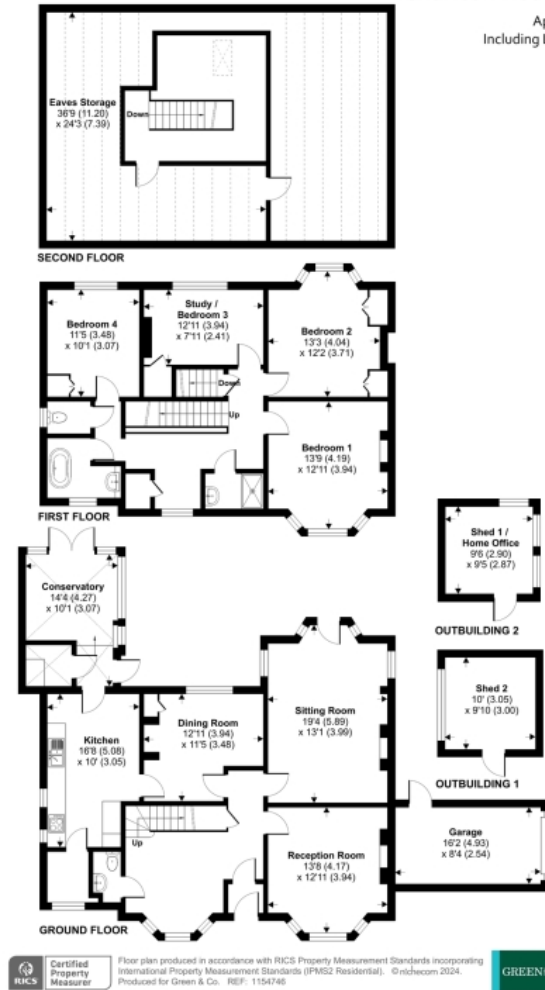 Ap
Including
Eaves Storage
36'9 (11.20)
x 24'3 (7.39)
Down
SECOND FLOOR
Bedroom 4
11'5 (3.48)
x 10'1 (3.07)
Study /
Bedroom 3
12'11 (3.94)
x 7'11 (2.41)
Bedroom 2
13'3 (4.04)
x 12'2 (3.71)
Down
Up
Bedroom 1
13'9 (4.19)
x 12'11 (3.94)
FIRST FLOOR
Shed 1 /
Home Office
9'6 (2.90)
x 9'5 (2.87)
OUTBUILDING 2
Conservatory
14'4 (4.27)
x 10'1 (3.07)
Shed 2
10' (3.05)
x 9'10 (3.00)
OUTBUILDING 1
Kitchen
16'8 (5.08)
x 10' (3.05)
Dining Room
12'11 (3.94)
x 11'5 (3.48)
Sitting Room
19'4 (5.89)
x 13'1 (3.99)
Up
Reception Room
13'8 (4.17)
x 12'11 (3.94)
Garage
16'2 (4.93)
x 8'4 (2.54)
GROUND FLOOR
RICS
Certified
Property
Measurer
Floor plan produced in accordance with RICS Property Measurement Standards incorporating
International Property Measurement Standards (IPMS2 Residential). © nichecom 2024.
Produced for Green & Co. REF: 1154746
GREEN